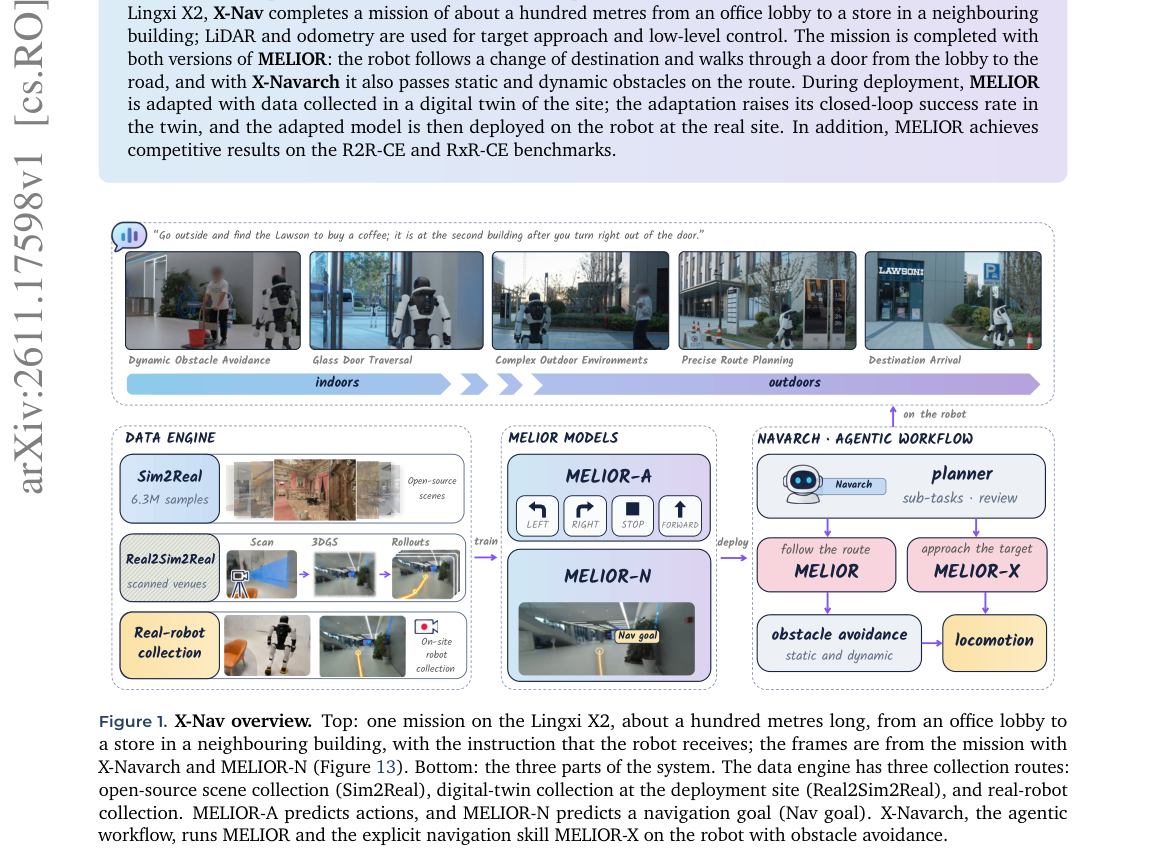 arXiv:2611.17598v1 [cs.RO]
Lingxi X2, X-Nav completes a mission of about a hundred metres from an office lobby to a store in a neighbouring
building; LiDAR and odometry are used for target approach and low-level control. The mission is completed with
both versions of MELIOR: the robot follows a change of destination and walks through a door from the lobby to the
road, and with X-Navarch it also passes static and dynamic obstacles on the route. During deployment, MELIOR
is adapted with data collected in a digital twin of the site; the adaptation raises its closed-loop success rate in
the twin, and the adapted model is then deployed on the robot at the real site. In addition, MELIOR achieves
competitive results on the R2R-CE and RxR-CE benchmarks.
“Go outside and find the Lawson to buy a coffee; it is at the second building after you turn right out of the door.”
LAWSON
P
Dynamic Obstacle Avoidance
Glass Door Traversal
Complex Outdoor Environments
Precise Route Planning
Destination Arrival
indoors
outdoors
on the robot
DATA ENGINE
Sim2Real
6.3M samples
Open-source
scenes
Real2Sim2Real
scanned venues
Scan
3DGS
Rollouts
Real-robot
collection
On-site
robot
collection
train
MELIOR MODELS
MELIOR-A
LEFT
RIGHT
STOP
FORWARD
MELIOR-N
Nav goal
deploy
NAVARCH · AGENTIC WORKFLOW
Navarch
planner
sub-tasks · review
follow the route
MELIOR
approach the target
MELIOR-X
obstacle avoidance
static and dynamic
locomotion
Figure 1. X-Nav overview. Top: one mission on the Lingxi X2, about a hundred metres long, from an office lobby to
a store in a neighbouring building, with the instruction that the robot receives; the frames are from the mission with
X-Navarch and MELIOR-N (Figure 13). Bottom: the three parts of the system. The data engine has three collection routes:
open-source scene collection (Sim2Real), digital-twin collection at the deployment site (Real2Sim2Real), and real-robot
collection. MELIOR-A predicts actions, and MELIOR-N predicts a navigation goal (Nav goal). X-Navarch, the agentic
workflow, runs MELIOR and the explicit navigation skill MELIOR-X on the robot with obstacle avoidance.